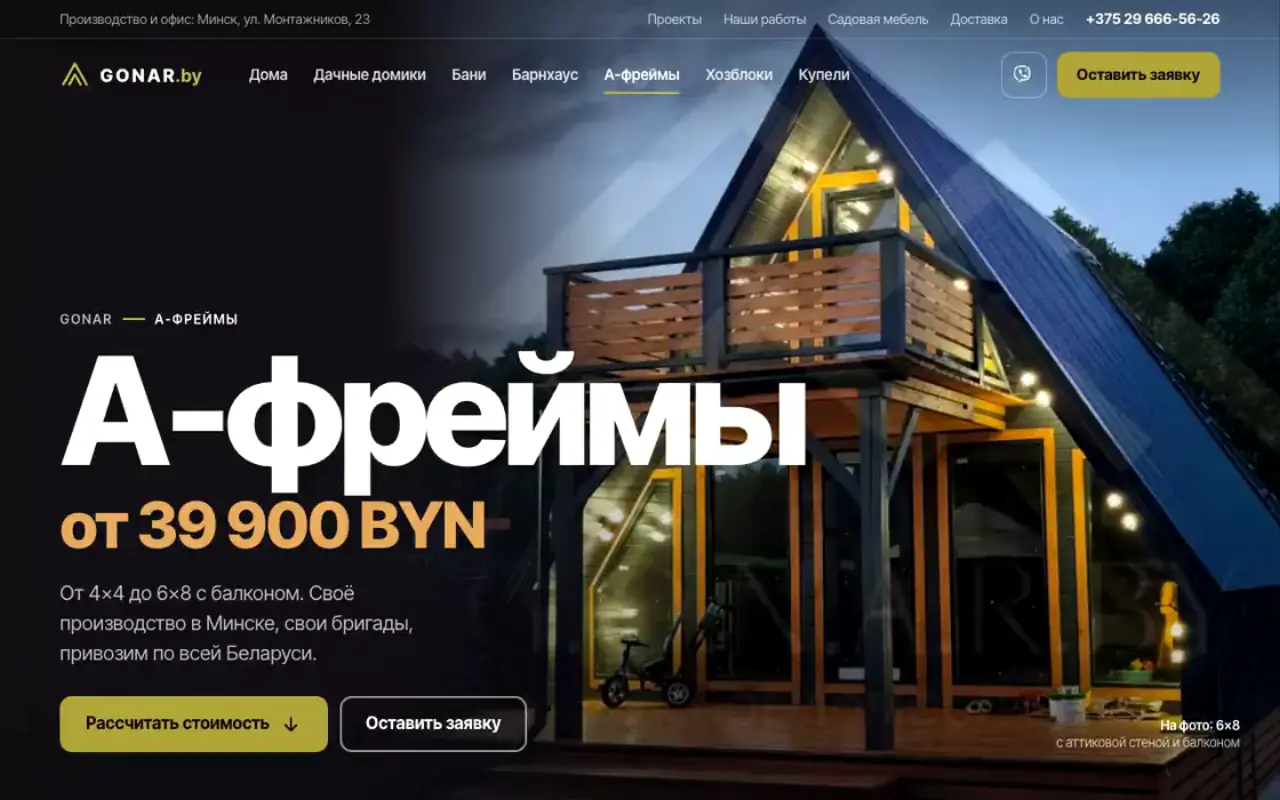 Производство и офис: Минск, ул. Монтажников, 23
Проекты Наши работы Садовая мебель Доставка О нас +375 29 666-56-26
GONAR.by Дома Дачные домики Бани Барнхаус А-фреймы Хозблоки Купели Оставить заявку
GONAR — А-ФРЕЙМЫ
А-фреймы
от 39 900 BYN
От 4×4 до 6×8 с балконом. Своё
производство в Минске, свои бригады,
привозим по всей Беларуси.
Рассчитать стоимость ↓ Оставить заявку
GONAR.BY
На фото: 6×8
с аттиковой стеной и балконом